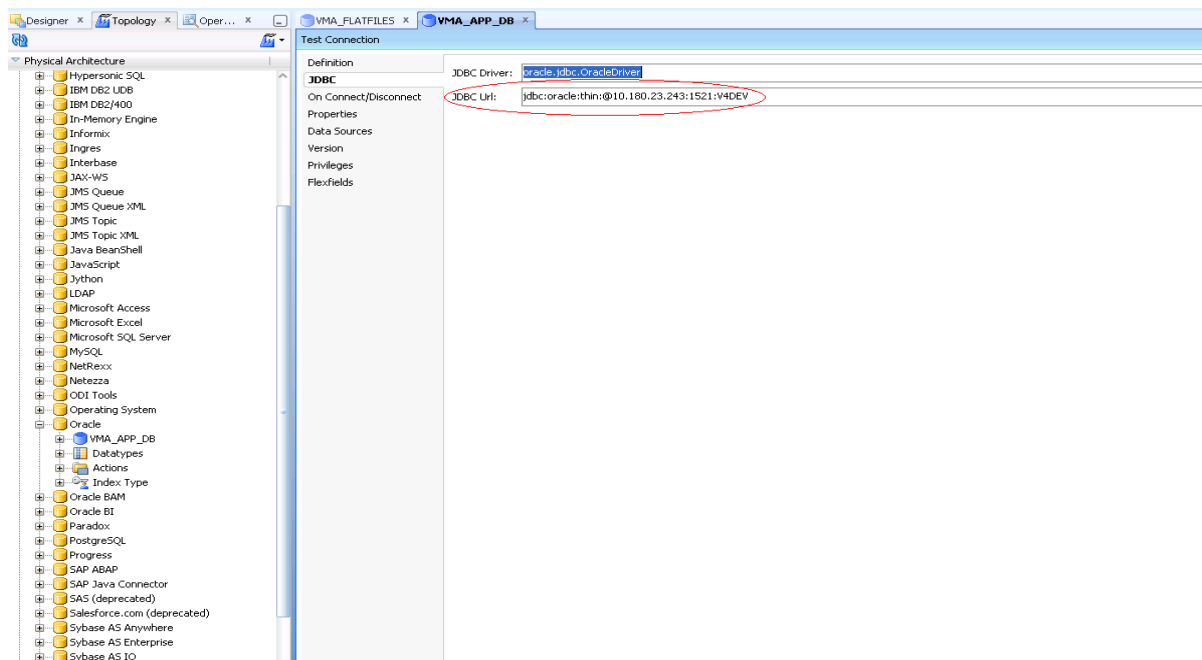 Designer
Topology
Oper...
VMA_FLATFILES
VMA_APP_DB
Test Connection
Physical Architecture
Hypersonic SQL
IBM DB2 UDB
IBM DB2/400
In-Memory Engine
Informix
Ingres
Interbase
JAX-WS
JMS Queue
JMS Queue XML
JMS Topic
JMS Topic XML
Java BeanShell
JavaScript
Jython
LDAP
Microsoft Access
Microsoft Excel
Microsoft SQL Server
MySQL
NetRexx
Netezza
ODI Tools
Operating System
Oracle
VMA_APP_DB
Datatypes
Actions
Index Type
Oracle BAM
Oracle BI
Paradox
PostgreSQL
Progress
SAP ABAP
SAP Java Connector
SAS (deprecated)
Salesforce.com (deprecated)
Sybase AS Anywhere
Sybase AS Enterprise
Sybase AS IQ
Definition
JDBC
On Connect/Disconnect
Properties
Data Sources
Version
Privileges
Flexfields
JDBC Driver: oracle.jdbc.OracleDriver
JDBC Url: jdbc:oracle:thin:@10.180.23.243:1521:V4DEV